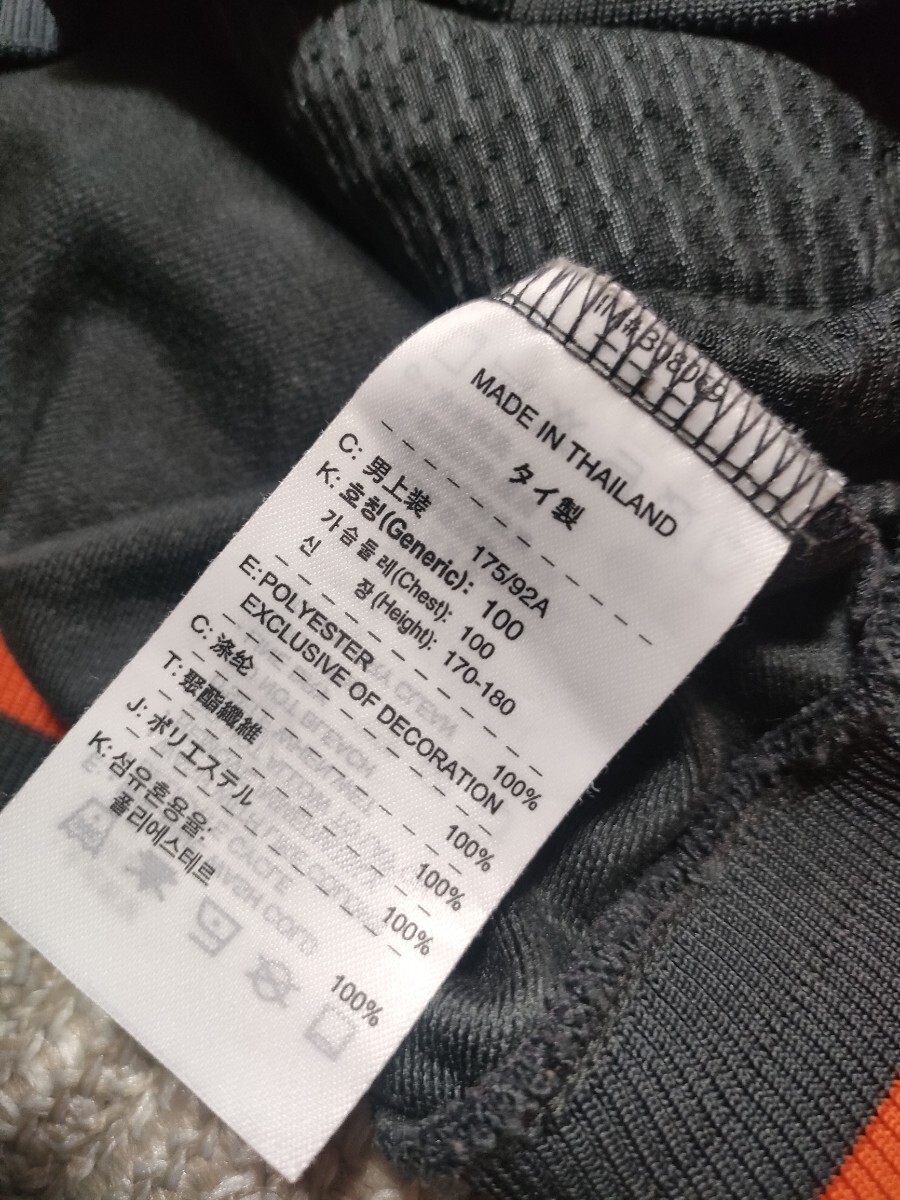 MADE IN THAILAND
タイ製
C: 男上装 175/92A
K: 호칭(Generic): 100
가슴둘레(Chest): 100
신 장(Height): 170-180
E:POLYESTER 100%
EXCLUSIVE OF DECORATION
C: 涤纶 100%
T: 聚酯纖維 100%
J: ポリエステル 100%
K: 섬유혼용율:
폴리에스테르 100%